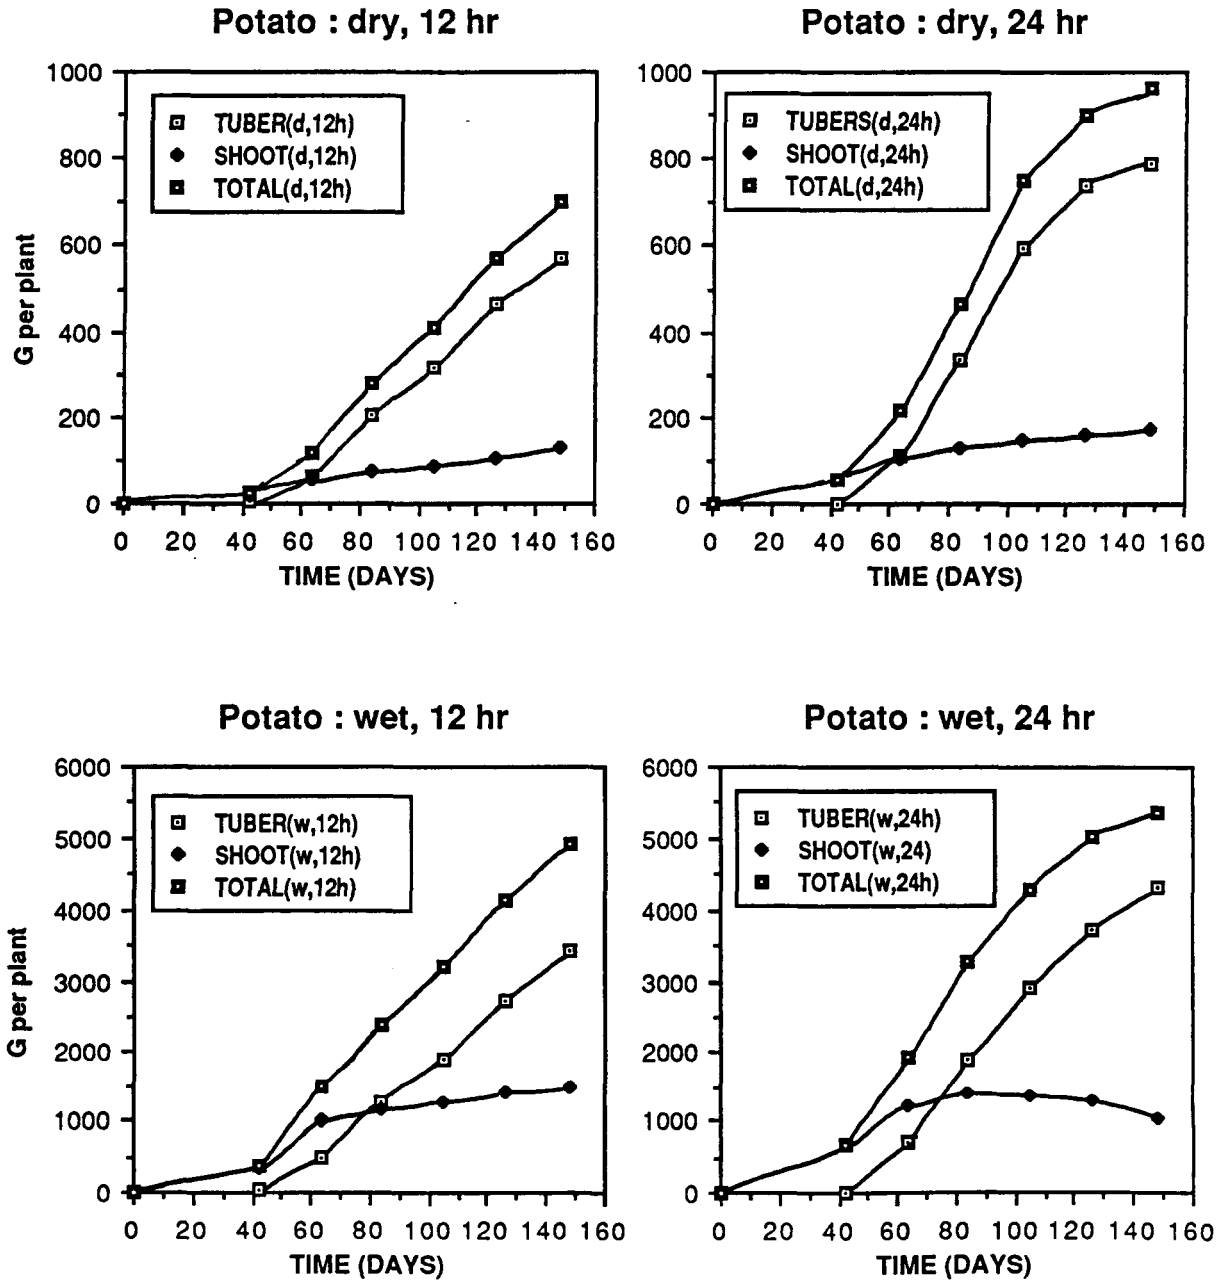 Potato : dry, 12 hr
1000
800
600
400
200
0
G per plant
TUBER(d,12h)
SHOOT(d,12h)
TOTAL(d,12h)
0 20 40 60 80 100 120 140 160
TIME (DAYS)
Potato : dry, 24 hr
1000
800
600
400
200
0
TUBERS(d,24h)
SHOOT(d,24h)
TOTAL(d,24h)
0 20 40 60 80 100 120 140 160
TIME (DAYS)
Potato : wet, 12 hr
6000
5000
4000
3000
2000
1000
0
G per plant
TUBER(w,12h)
SHOOT(w,12h)
TOTAL(w,12h)
0 20 40 60 80 100 120 140 160
TIME (DAYS)
Potato : wet, 24 hr
6000
5000
4000
3000
2000
1000
0
TUBER(w,24h)
SHOOT(w,24)
TOTAL(w,24h)
0 20 40 60 80 100 120 140 160
TIME (DAYS)